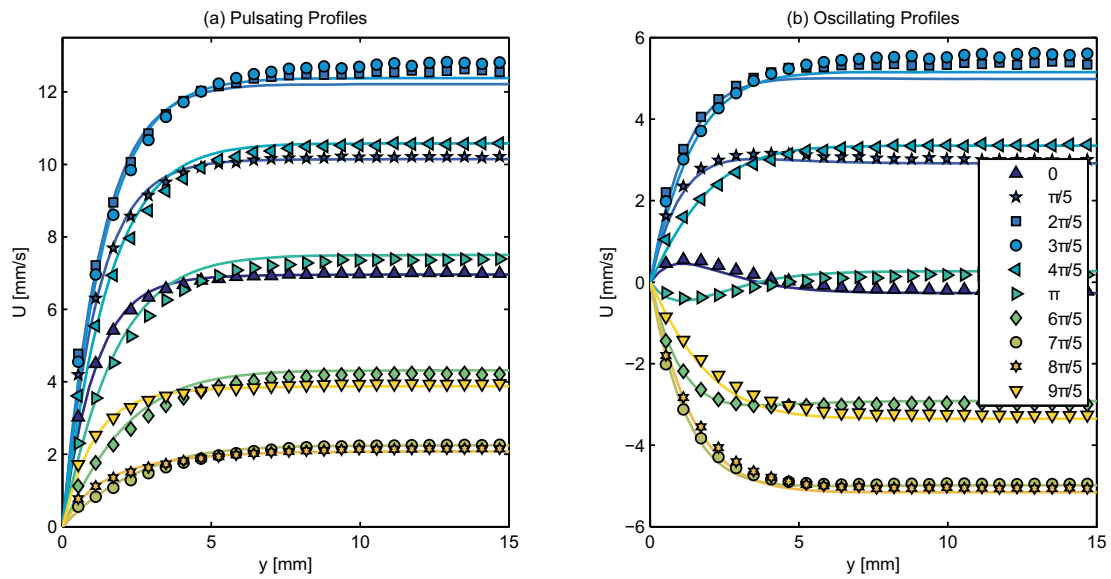 (a) Pulsating Profiles
12
10
8
6
4
2
0
U [mm/s]
0 5 10 15
y [mm]
(b) Oscillating Profiles
6
4
2
0
−2
−4
−6
U [mm/s]
0 5 10 15
y [mm]
0
π/5
2π/5
3π/5
4π/5
π
6π/5
7π/5
8π/5
9π/5